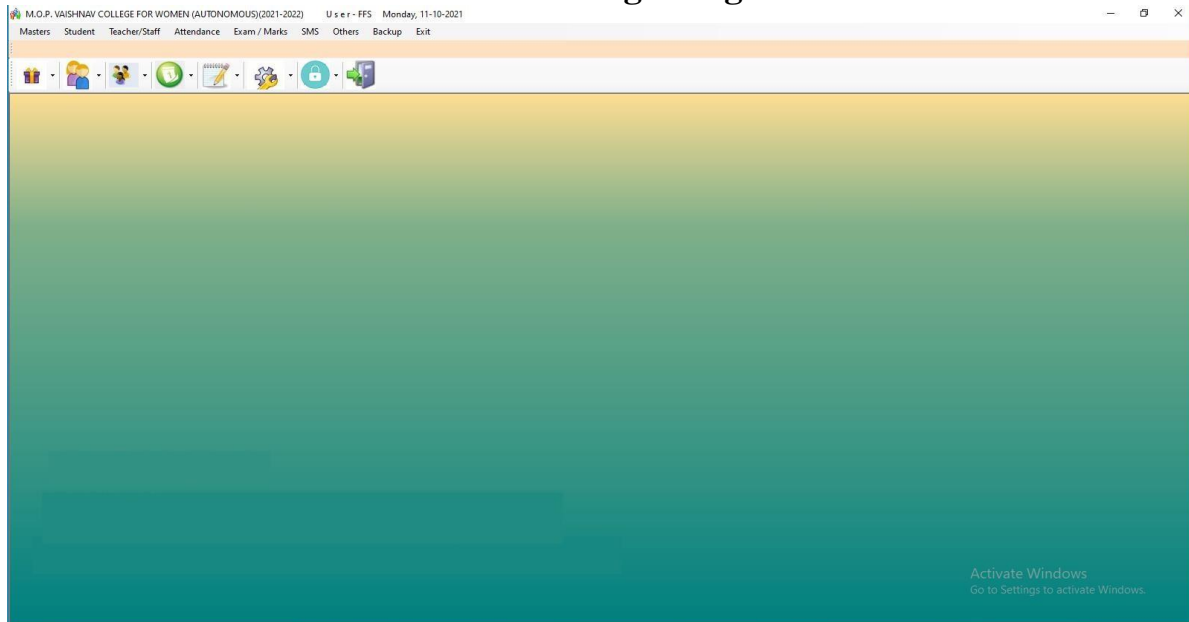 M.O.P. VAISHNAV COLLEGE FOR WOMEN (AUTONOMOUS)(2021-2022) U s e r - FFS Monday, 11-10-2021
Masters Student Teacher/Staff Attendance Exam / Marks SMS Others Backup Exit
Activate Windows
Go to Settings to activate Windows.